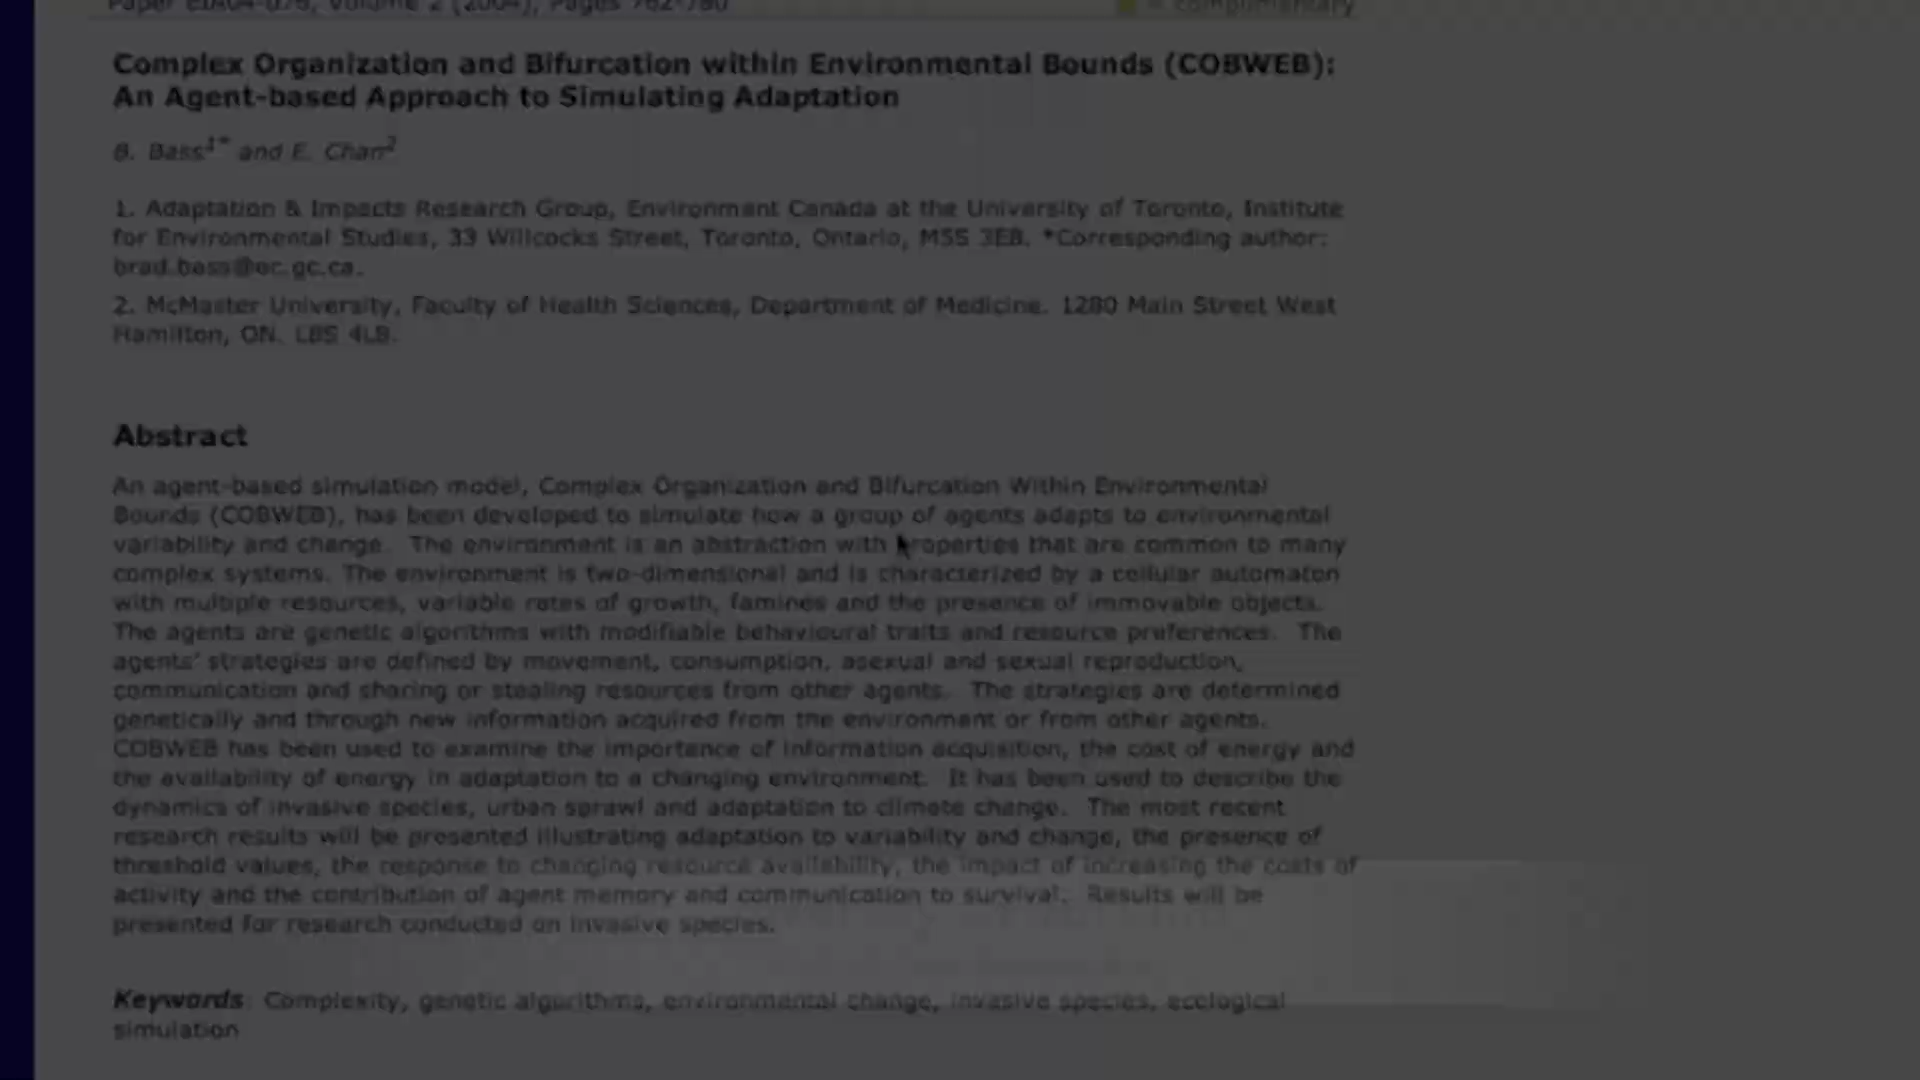 Paper EIA04-076, Volume 2 (2004), Pages 762-780
= complimentary
Complex Organization and Bifurcation within Environmental Bounds (COBWEB):
An Agent-based Approach to Simulating Adaptation
B. Bass1* and E. Chan2
1. Adaptation & Impacts Research Group, Environment Canada at the University of Toronto, Institute
for Environmental Studies, 33 Willcocks Street, Toronto, Ontario, M5S 3E8. *Corresponding author:
brad.bass@ec.gc.ca.
2. McMaster University, Faculty of Health Sciences, Department of Medicine. 1280 Main Street West
Hamilton, ON. L8S 4L8.
Abstract
An agent-based simulation model, Complex Organization and Bifurcation Within Environmental
Bounds (COBWEB), has been developed to simulate how a group of agents adapts to environmental
variability and change. The environment is an abstraction with properties that are common to many
complex systems. The environment is two-dimensional and is characterized by a cellular automaton
with multiple resources, variable rates of growth, famines and the presence of immovable objects.
The agents are genetic algorithms with modifiable behavioural traits and resource preferences. The
agents' strategies are defined by movement, consumption, asexual and sexual reproduction,
communication and sharing or stealing resources from other agents. The strategies are determined
genetically and through new information acquired from the environment or from other agents.
COBWEB has been used to examine the importance of information acquisition, the cost of energy and
the availability of energy in adaptation to a changing environment. It has been used to describe the
dynamics of invasive species, urban sprawl and adaptation to climate change. The most recent
research results will be presented illustrating adaptation to variability and change, the presence of
threshold values, the response to changing resource availability, the impact of increasing the costs of
activity and the contribution of agent memory and communication to survival. Results will be
presented for research conducted on invasive species.
Keywords: Complexity, genetic algorithms, environmental change, invasive species, ecological
simulation